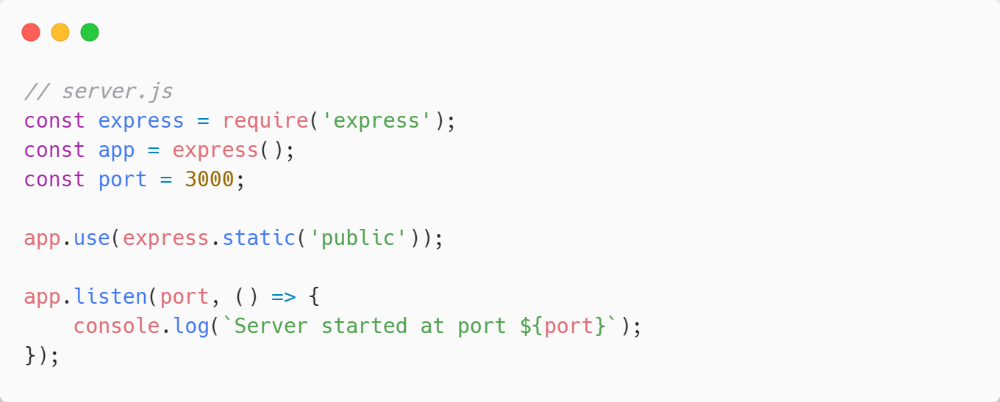 // server.js
const express = require('express');
const app = express();
const port = 3000;

app.use(express.static('public'));

app.listen(port, () => {
    console.log(`Server started at port ${port}`);
});